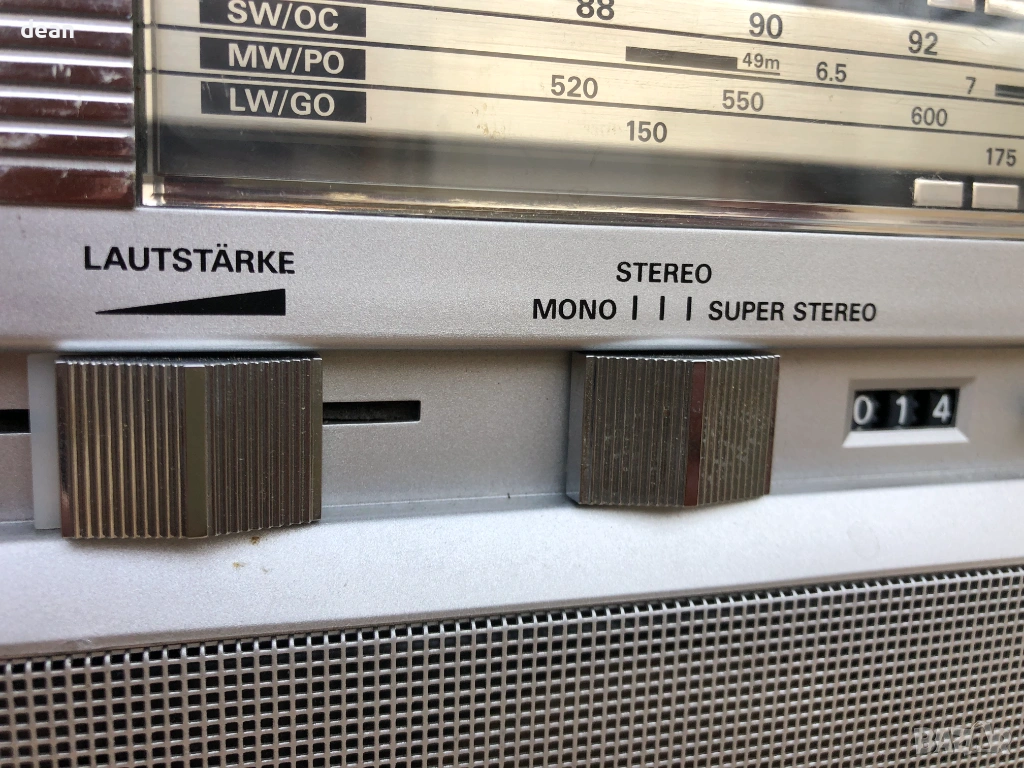 dean
SW/OC
MW/PO
LW/GO
88 90 92
49m 6.5 7
520 550 600
150 175
LAUTSTÄRKE
STEREO
MONO SUPER STEREO
014
BAZAR